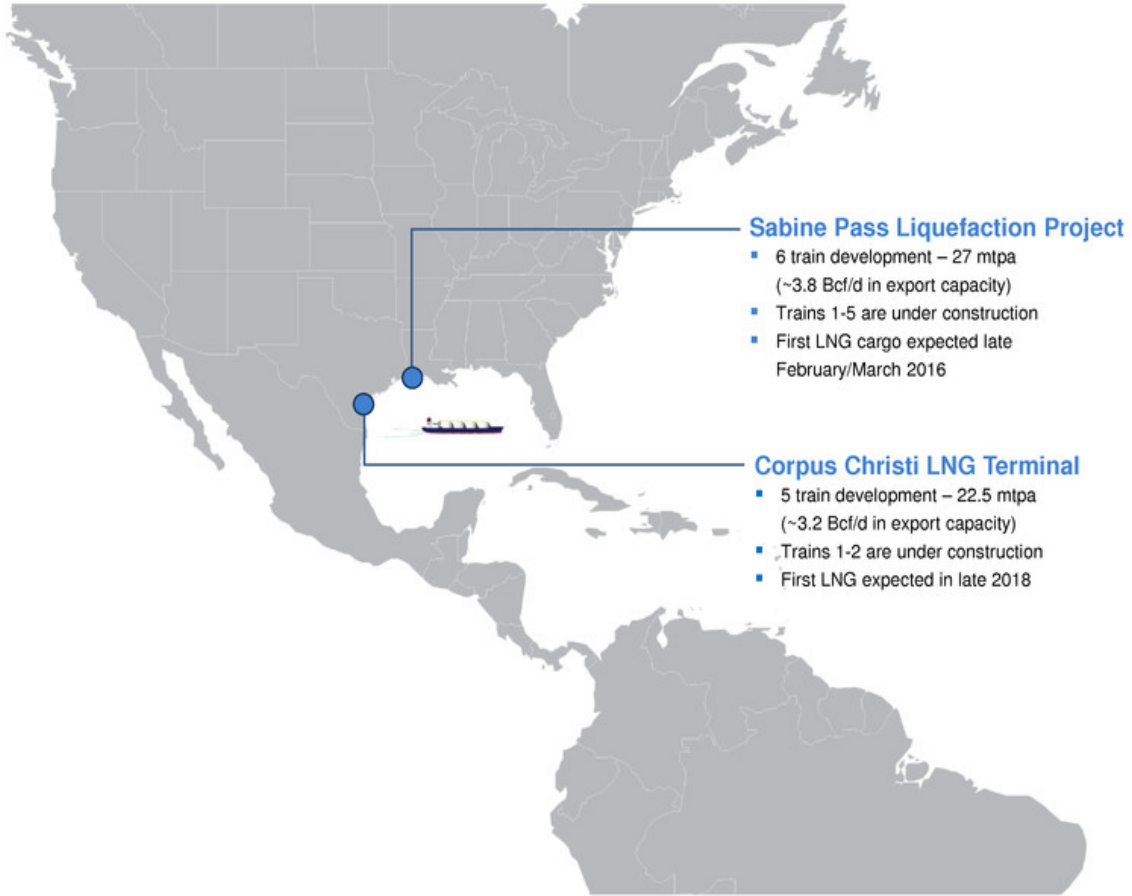 Sabine Pass Liquefaction Project
▪ 6 train development – 27 mtpa
(~3.8 Bcf/d in export capacity)
▪ Trains 1-5 are under construction
▪ First LNG cargo expected late
February/March 2016
Corpus Christi LNG Terminal
▪ 5 train development – 22.5 mtpa
(~3.2 Bcf/d in export capacity)
▪ Trains 1-2 are under construction
▪ First LNG expected in late 2018